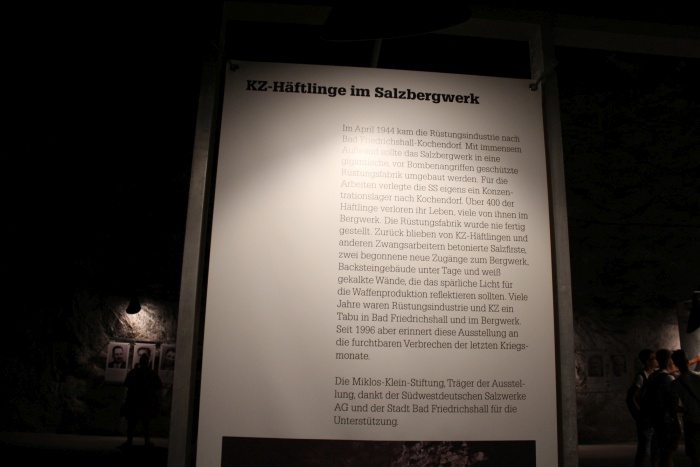 KZ-Häftlinge im Salzbergwerk
Im April 1944 kam die Rüstungsindustrie nach
Bad Friedrichshall-Kochendorf. Mit immensem
Aufwand sollte das Salzbergwerk in eine
gigantische, vor Bombenangriffen geschützte
Rüstungsfabrik umgebaut werden. Für die
Arbeiten verlegte die SS eigens ein Konzen-
trationslager nach Kochendorf. Über 400 der
Häftlinge verloren ihr Leben, viele von ihnen im
Bergwerk. Die Rüstungsfabrik wurde nie fertig
gestellt. Zurück blieben von KZ-Häftlingen und
anderen Zwangsarbeitern betonierte Salzfirste,
zwei begonnene neue Zugänge zum Bergwerk,
Backsteingebäude unter Tage und weiß
gekalkte Wände, die das spärliche Licht für
die Waffenproduktion reflektieren sollten. Viele
Jahre waren Rüstungsindustrie und KZ ein
Tabu in Bad Friedrichshall und im Bergwerk.
Seit 1996 aber erinnert diese Ausstellung an
die furchtbaren Verbrechen der letzten Kriegs-
monate.
Die Miklos-Klein-Stiftung, Träger der Ausstel-
lung, dankt der Südwestdeutschen Salzwerke
AG und der Stadt Bad Friedrichshall für die
Unterstützung.